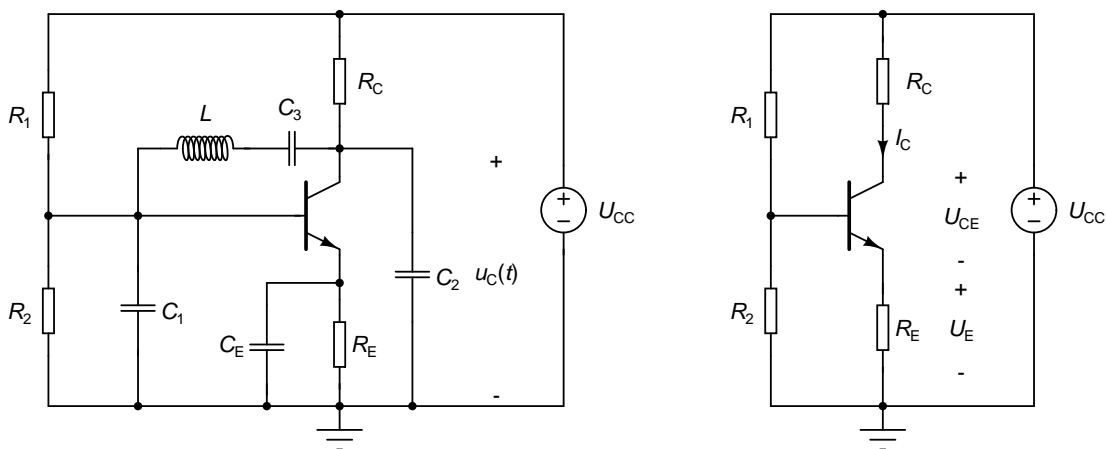 R1
R2
L
C3
RC
C1
CE
RE
C2
+
uC(t)
-
+
−
UCC
R1
R2
RC
IC
+
UCE
-
+
UE
-
RE
+
−
UCC